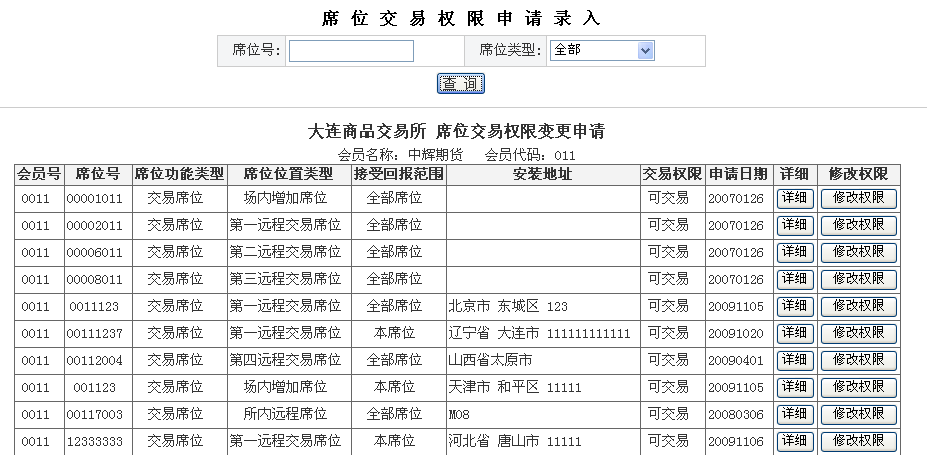 席 位 交 易 权 限 申 请 录 入
席位号: 席位类型: 全部
查 询
大连商品交易所 席位交易权限变更申请
会员名称: 中辉期货 会员代码: 011
会员号 席位号 席位功能类型 席位位置类型 接受回报范围 安装地址 交易权限 申请日期 详细 修改权限
0011 00001011 交易席位 场内增加席位 全部席位 可交易 20070126 详细 修改权限
0011 00002011 交易席位 第一远程交易席位 全部席位 可交易 20070126 详细 修改权限
0011 00006011 交易席位 第二远程交易席位 全部席位 可交易 20070126 详细 修改权限
0011 00008011 交易席位 第三远程交易席位 全部席位 可交易 20070126 详细 修改权限
0011 0011123 交易席位 第一远程交易席位 全部席位 北京市 东城区 123 可交易 20091105 详细 修改权限
0011 00111237 交易席位 第一远程交易席位 本席位 辽宁省 大连市 111111111111 可交易 20091020 详细 修改权限
0011 00112004 交易席位 第四远程交易席位 全部席位 山西省太原市 可交易 20090401 详细 修改权限
0011 001123 交易席位 场内增加席位 本席位 天津市 和平区 11111 可交易 20091105 详细 修改权限
0011 00117003 交易席位 所内远程席位 全部席位 M08 可交易 20080306 详细 修改权限
0011 12333333 交易席位 第一远程交易席位 本席位 河北省 唐山市 11111 可交易 20091106 详细 修改权限